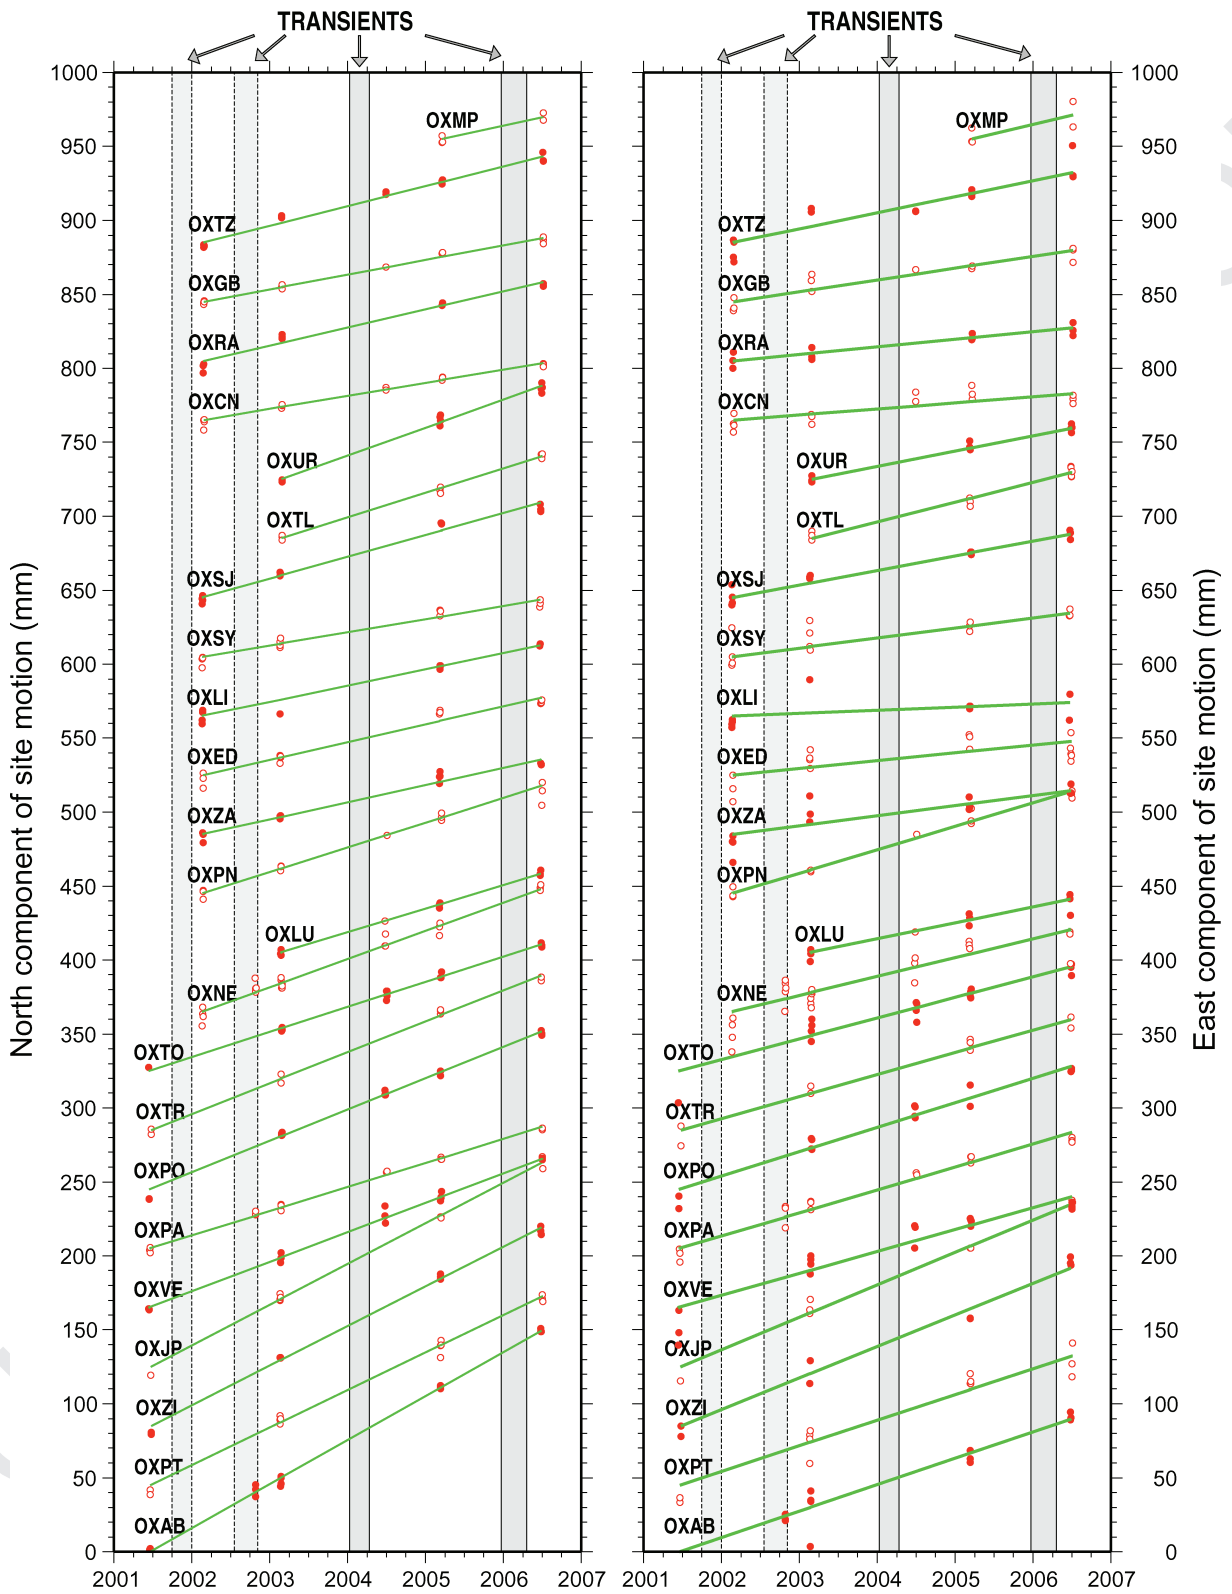 TRANSIENTS TRANSIENTS
1000 1000
OXMP OXMP
950 950
900 OXTZ OXTZ 900
850 OXGB OXGB 850
OXRA OXRA
800 800
OXCN OXCN
750 750
OXUR OXUR
700 OXTL OXTL 700
650 OXSJ OXSJ 650
OXSY OXSY
600 600
OXLI OXLI
550 550
OXED OXED
500 OXZA OXZA 500
450 OXPN OXPN 450
OXLU OXLU
400 400
OXNE OXNE
350 350
OXTO OXTO
300 OXTR OXTR 300
250 OXPO OXPO 250
OXPA OXPA
200 200
OXVE OXVE
150 150
OXJP OXJP
100 OXZI OXZI 100
50 OXPT OXPT 50
OXAB OXAB
0 0
2001 2002 2003 2004 2005 2006 2007 2001 2002 2003 2004 2005 2006 2007
North component of site motion (mm)
East component of site motion (mm)